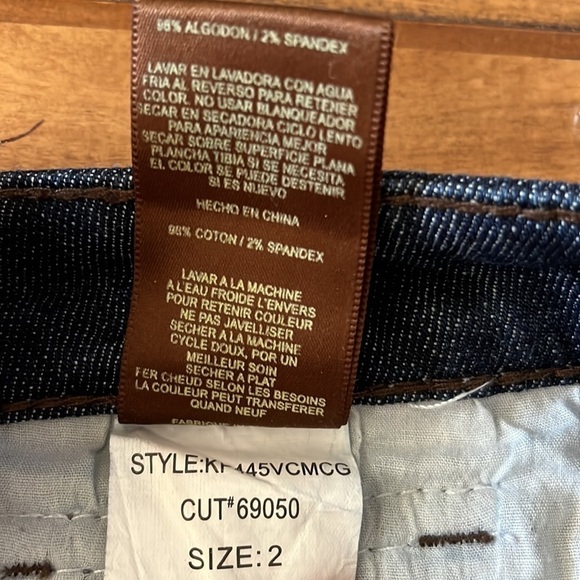 98% ALGODON / 2% SPANDEX
LAVAR EN LAVADORA CON AGUA
FRIA AL REVERSO PARA RETENER
COLOR. NO USAR BLANQUEADOR
SECAR EN SECADORA CICLO LENTO
PARA APARIENCIA MEJOR
SECAR SOBRE SUPERFICIE PLANA
PLANCHA TIBIA SI SE NECESITA
EL COLOR SE PUEDE DESTENIR
SI ES NUEVO
HECHO EN CHINA
98% COTON / 2% SPANDEX
LAVAR A LA MACHINE
A L'EAU FROIDE L'ENVERS
POUR RETENIR COULEUR
NE PAS JAVELLISER
SECHER A LA MACHINE
CYCLE DOUX, POR UN
MEILLEUR SOIN
SECHER A PLAT
FER CHEUD SELON LES BESOINS
LA COULEUR PEUT TRANSFERER
QUAND NEUF
STYLE:
CUT#69050
SIZE: 2